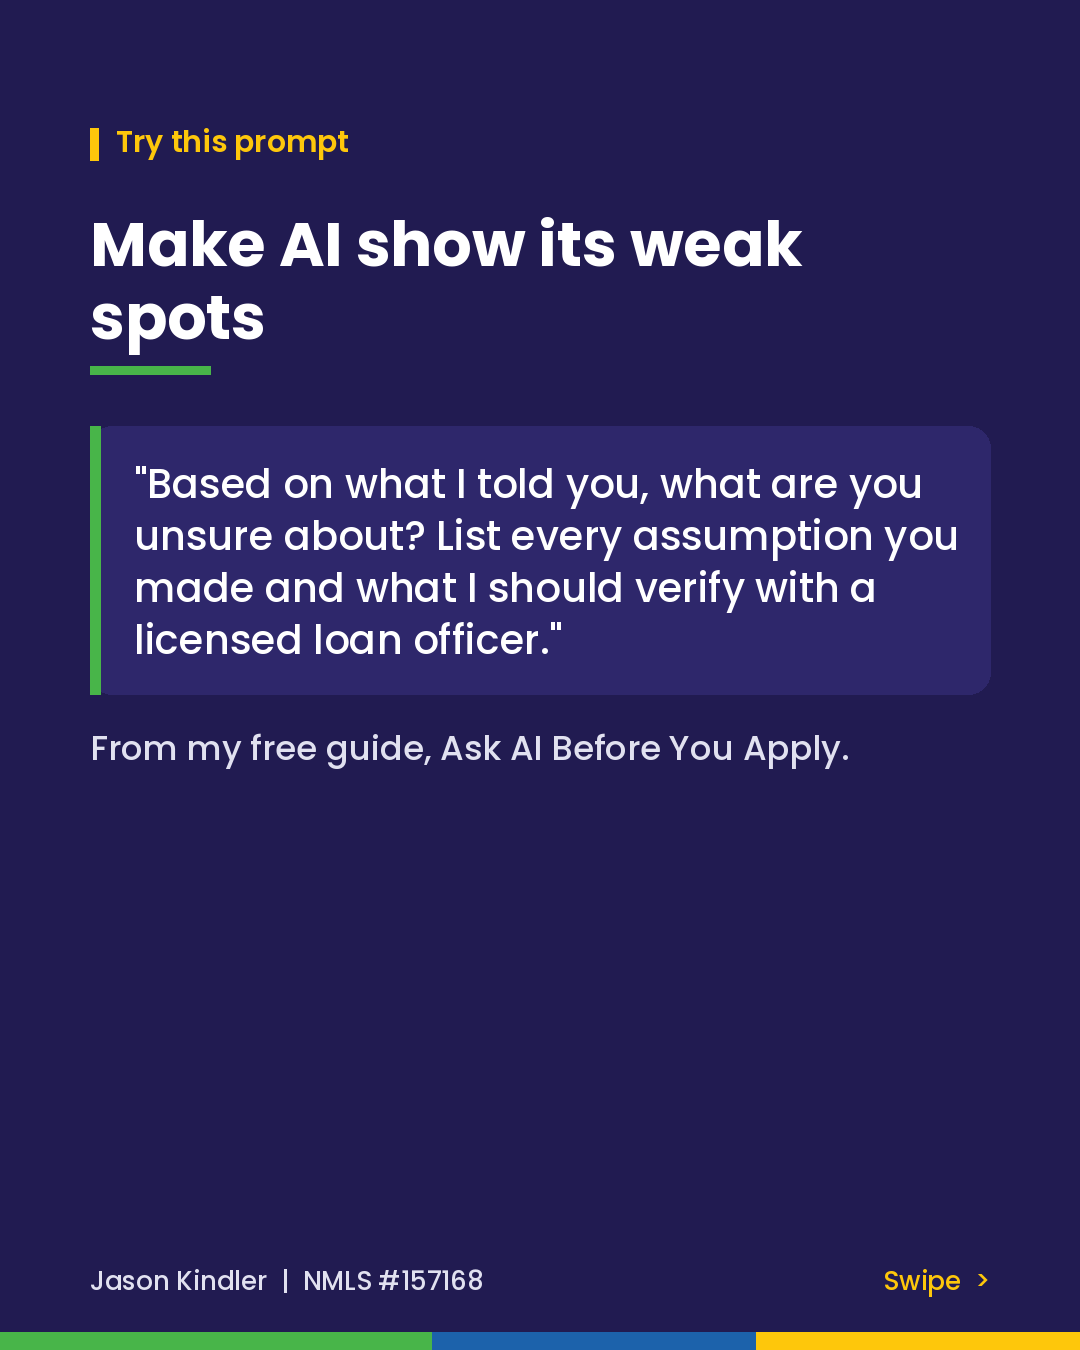 Try this prompt
Make AI show its weak
spots
"Based on what I told you, what are you
unsure about? List every assumption you
made and what I should verify with a
licensed loan officer."
From my free guide, Ask AI Before You Apply.
Jason Kindler | NMLS #157168
Swipe >